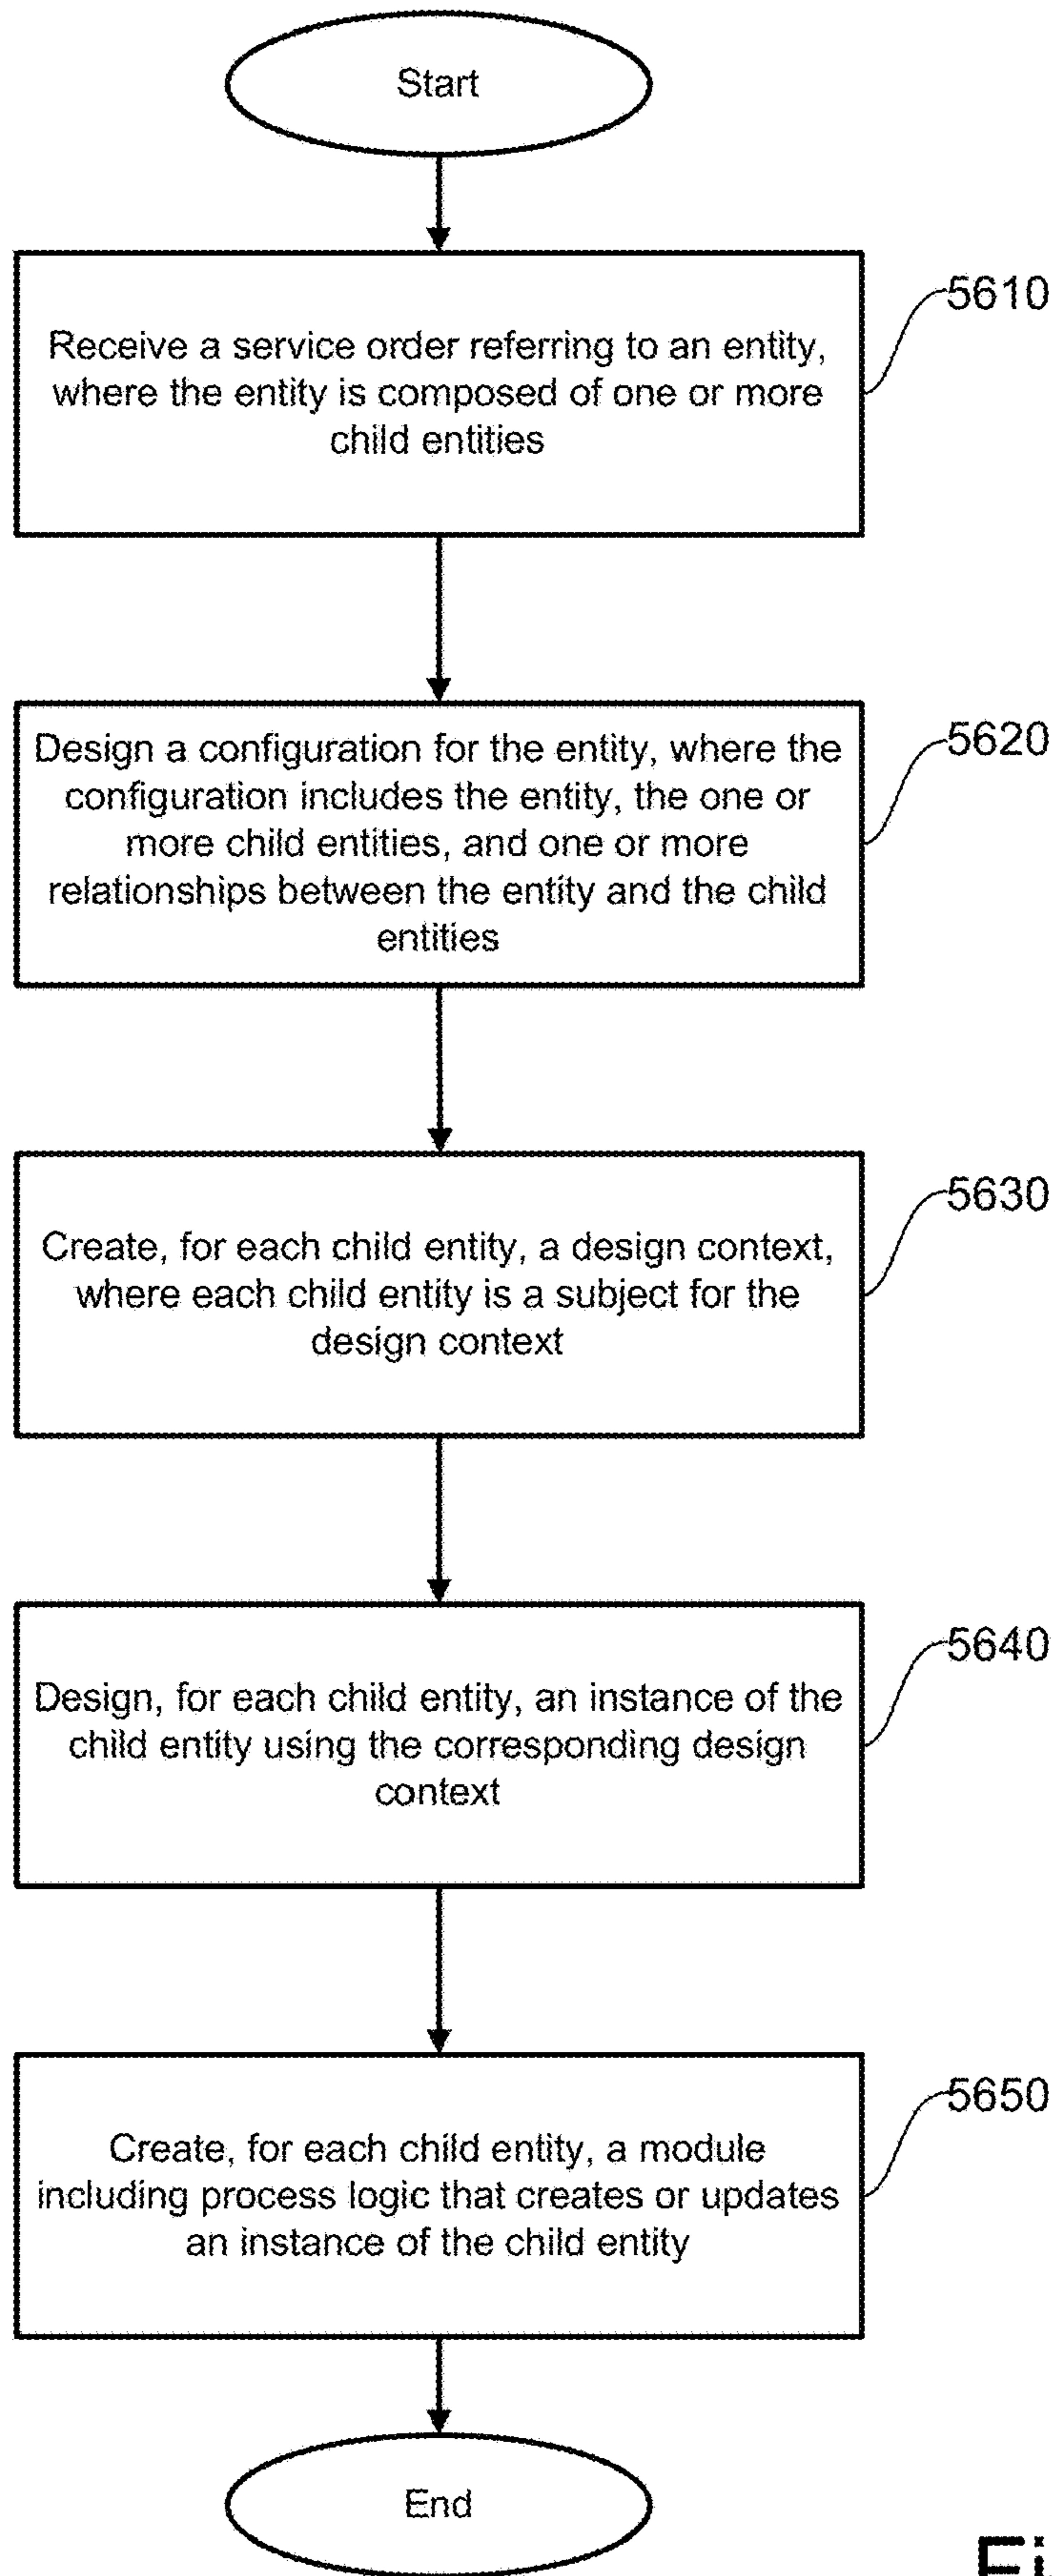 Start
Receive a service order referring to an entity,
where the entity is composed of one or more
child entities
5610
Design a configuration for the entity, where the
configuration includes the entity, the one or
more child entities, and one or more
relationships between the entity and the child
entities
5620
Create, for each child entity, a design context,
where each child entity is a subject for the
design context
5630
Design, for each child entity, an instance of the
child entity using the corresponding design
context
5640
Create, for each child entity, a module
including process logic that creates or updates
an instance of the child entity
5650
End